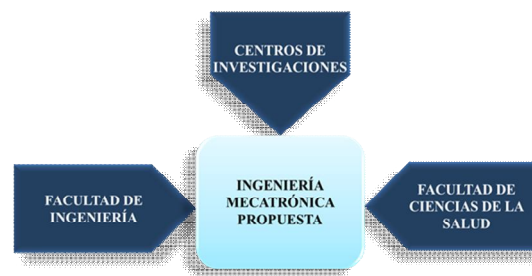 CENTROS DE
INVESTIGACIONES
FACULTAD DE
INGENIERÍA
INGENIERÍA
MECATRÓNICA
PROPUESTA
FACULTAD DE
CIENCIAS DE LA
SALUD